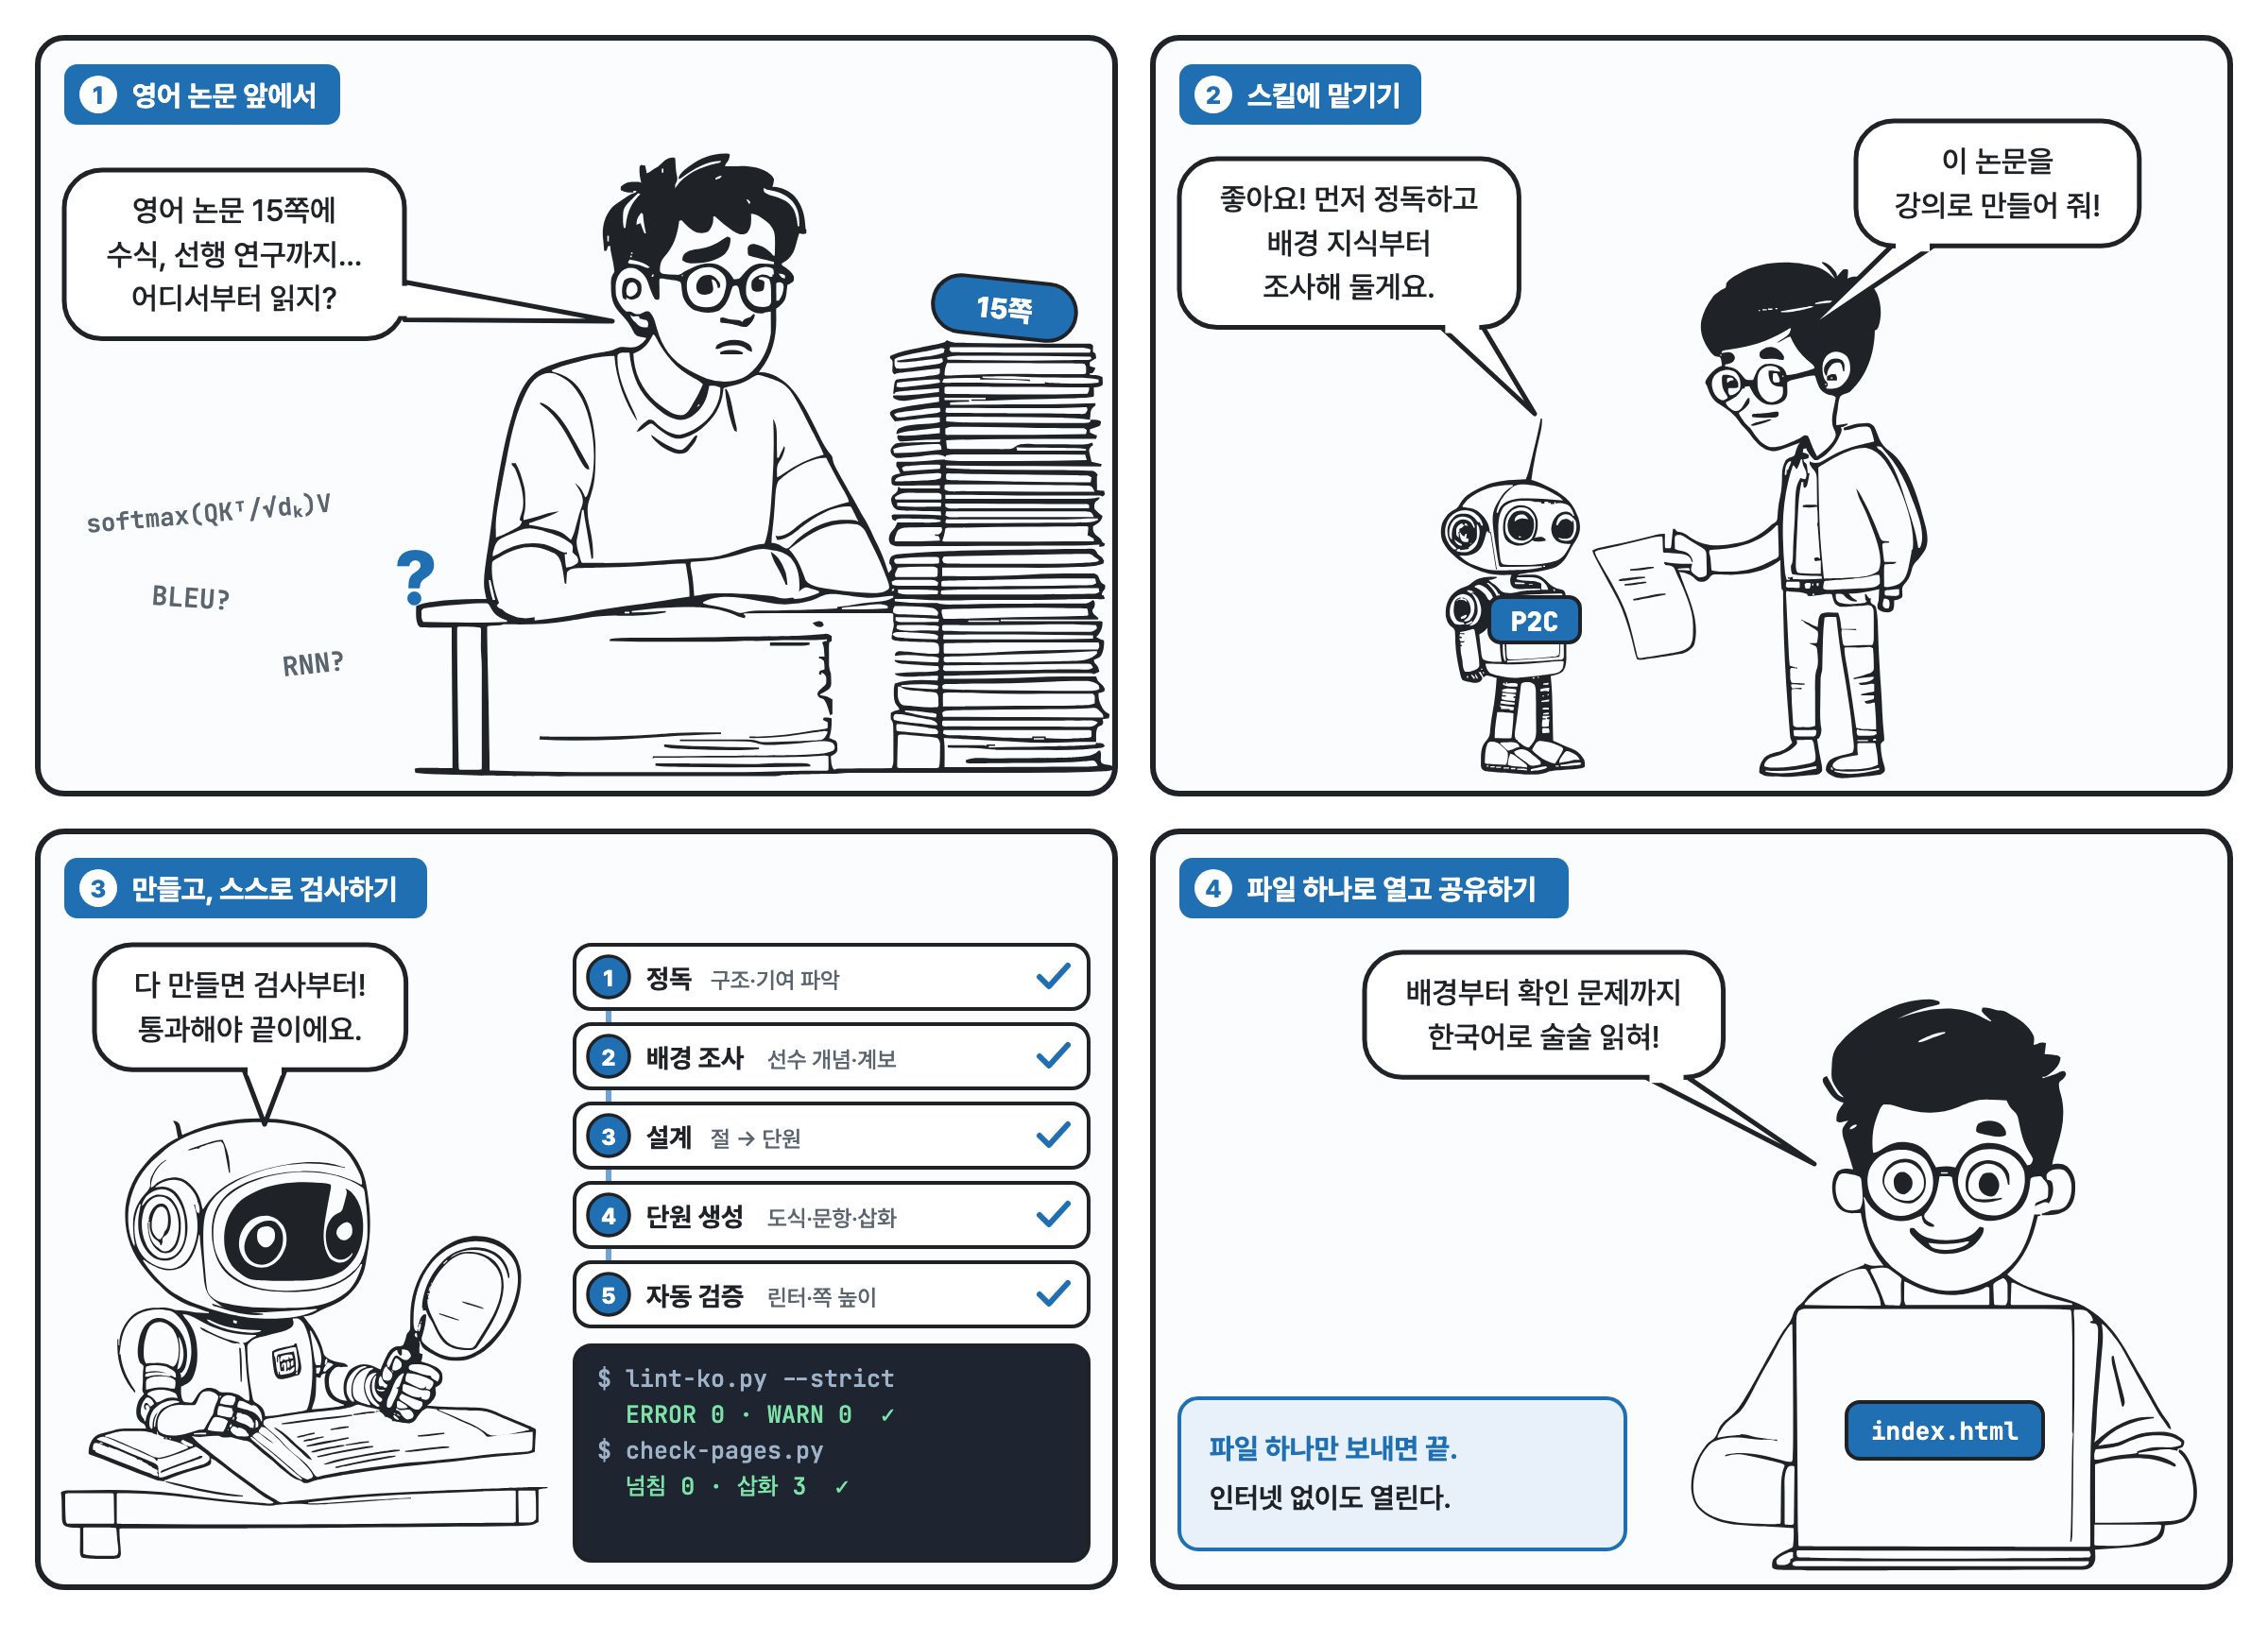 1 영어 논문 앞에서
영어 논문 15쪽에
수식, 선행 연구까지...
어디서부터 읽지?
15쪽
softmax(QKᵀ/√dₖ)V
?
BLEU?
RNN?
2 스킬에 맡기기
좋아요! 먼저 정독하고
배경 지식부터
조사해 둘게요.
이 논문을
강의로 만들어 줘!
P2C
3 만들고, 스스로 검사하기
다 만들면 검사부터!
통과해야 끝이에요.
1 정독 구조·기여 파악 ✓
2 배경 조사 선수 개념·계보 ✓
3 설계 절 → 단원 ✓
4 단원 생성 도식·문항·삽화 ✓
5 자동 검증 린터·쪽 높이 ✓
$ lint-ko.py --strict
ERROR 0 · WARN 0 ✓
$ check-pages.py
넘침 0 · 삽화 3 ✓
4 파일 하나로 열고 공유하기
배경부터 확인 문제까지
한국어로 술술 읽혀!
파일 하나만 보내면 끝.
인터넷 없이도 열린다.
index.html